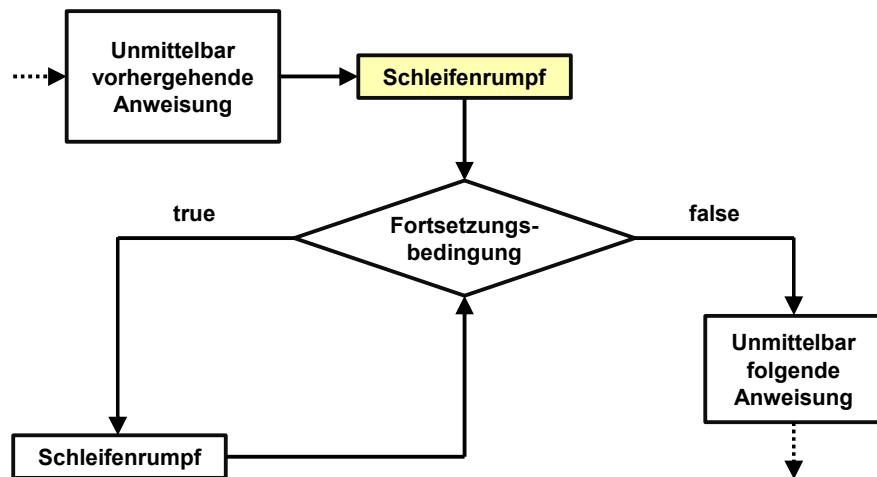 Unmittelbar
vorhergehende
Anweisung
Schleifenrumpf
true
Fortsetzungs-
bedingung
false
Unmittelbar
folgende
Anweisung
Schleifenrumpf